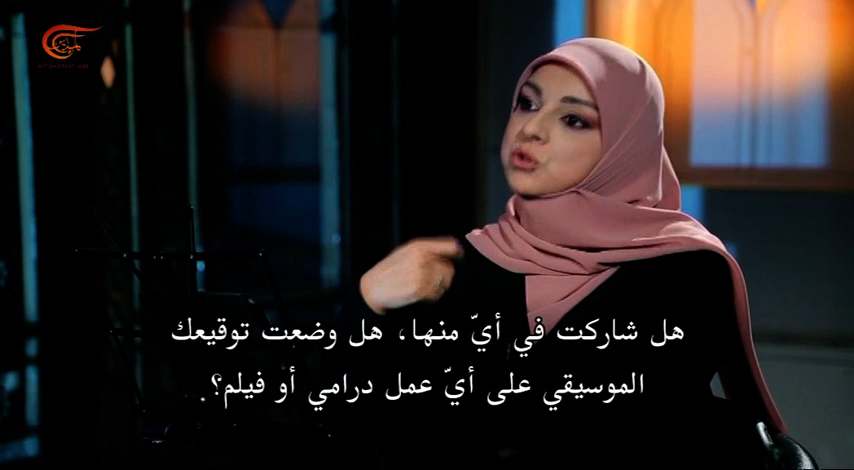 هل شاركت في أيّ منها، هل وضعت توقيعك
الموسيقي على أيّ عمل درامي أو فيلم؟